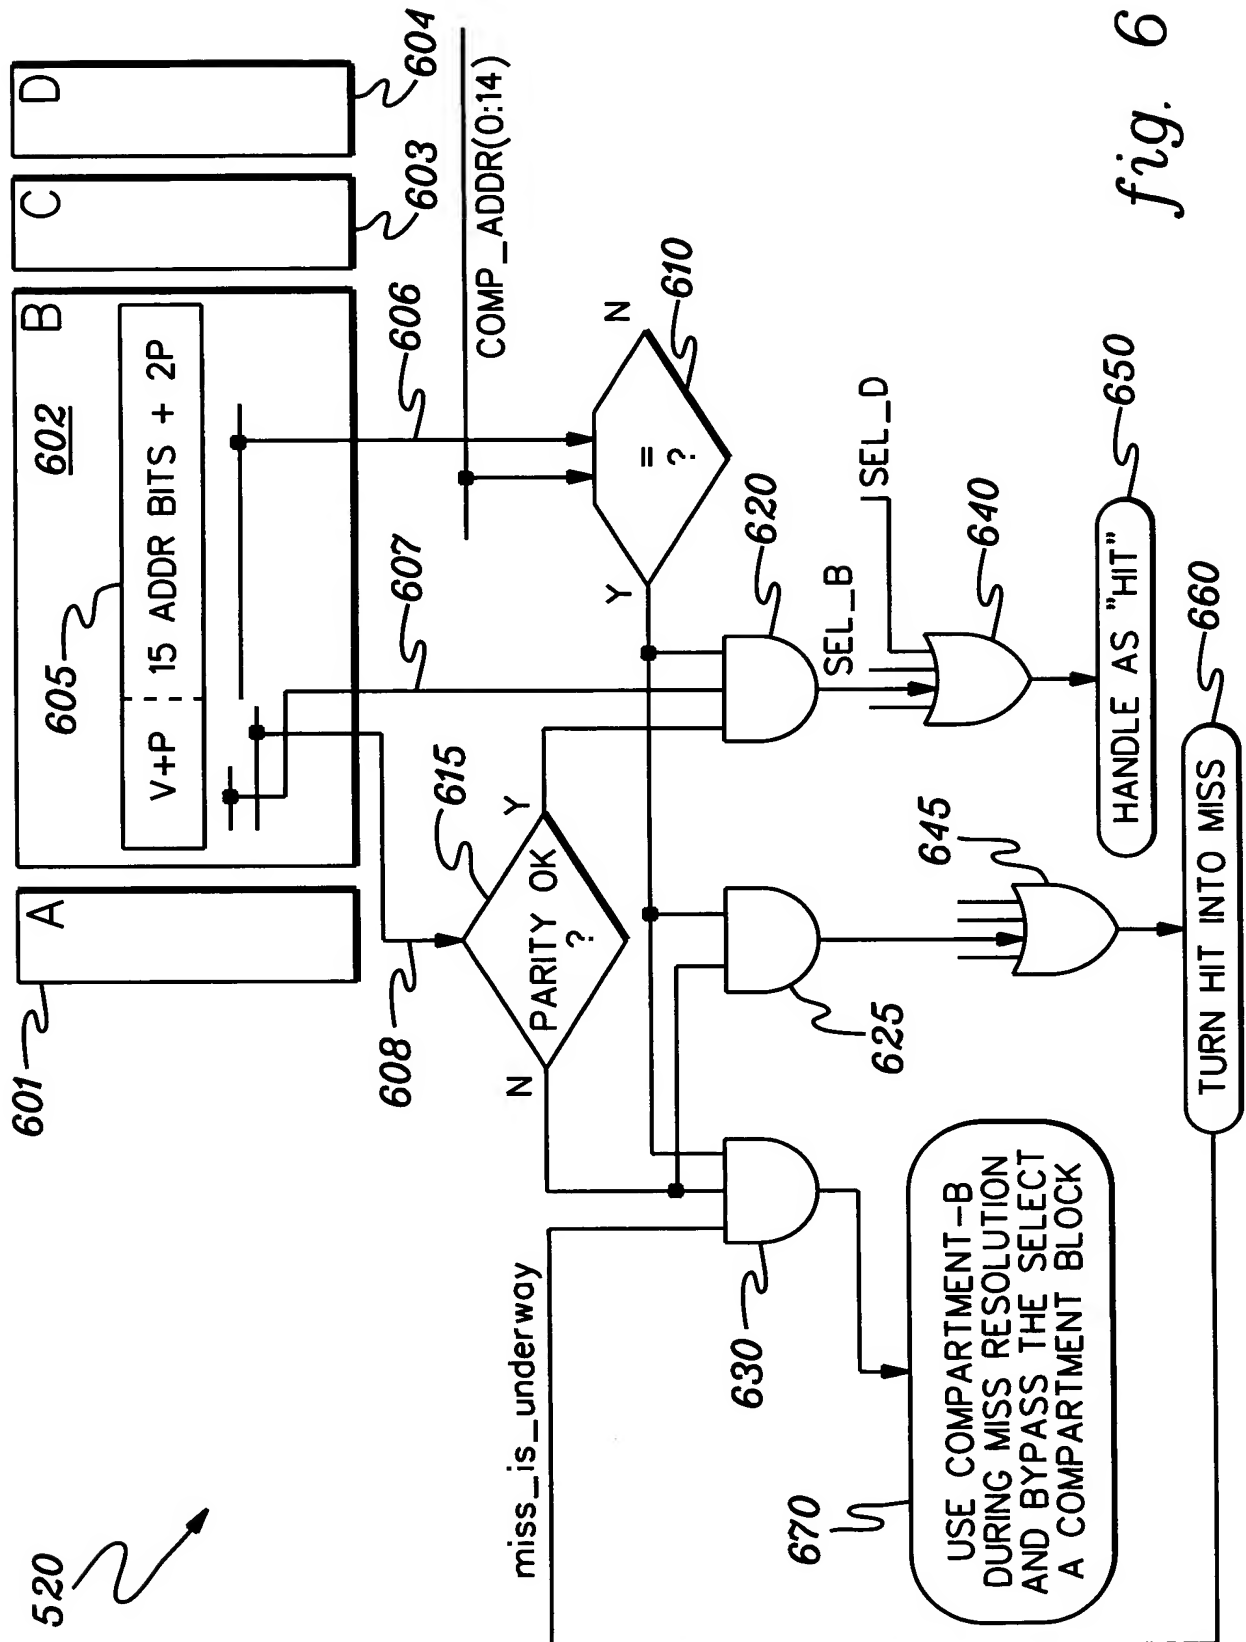 520
601
A
B
C
D
602
603
604
605
V+P 15 ADDR BITS + 2P
606
607
608
COMP_ADDR(0:14)
PARITY OK
?
615
Y
N
=
?
610
Y
N
miss_is_underway
630
625
620
SEL_B
SEL_D
640
645
HANDLE AS "HIT"
650
TURN HIT INTO MISS
660
USE COMPARTMENT-B
DURING MISS RESOLUTION
AND BYPASS THE SELECT
A COMPARTMENT BLOCK
670
fig. 6